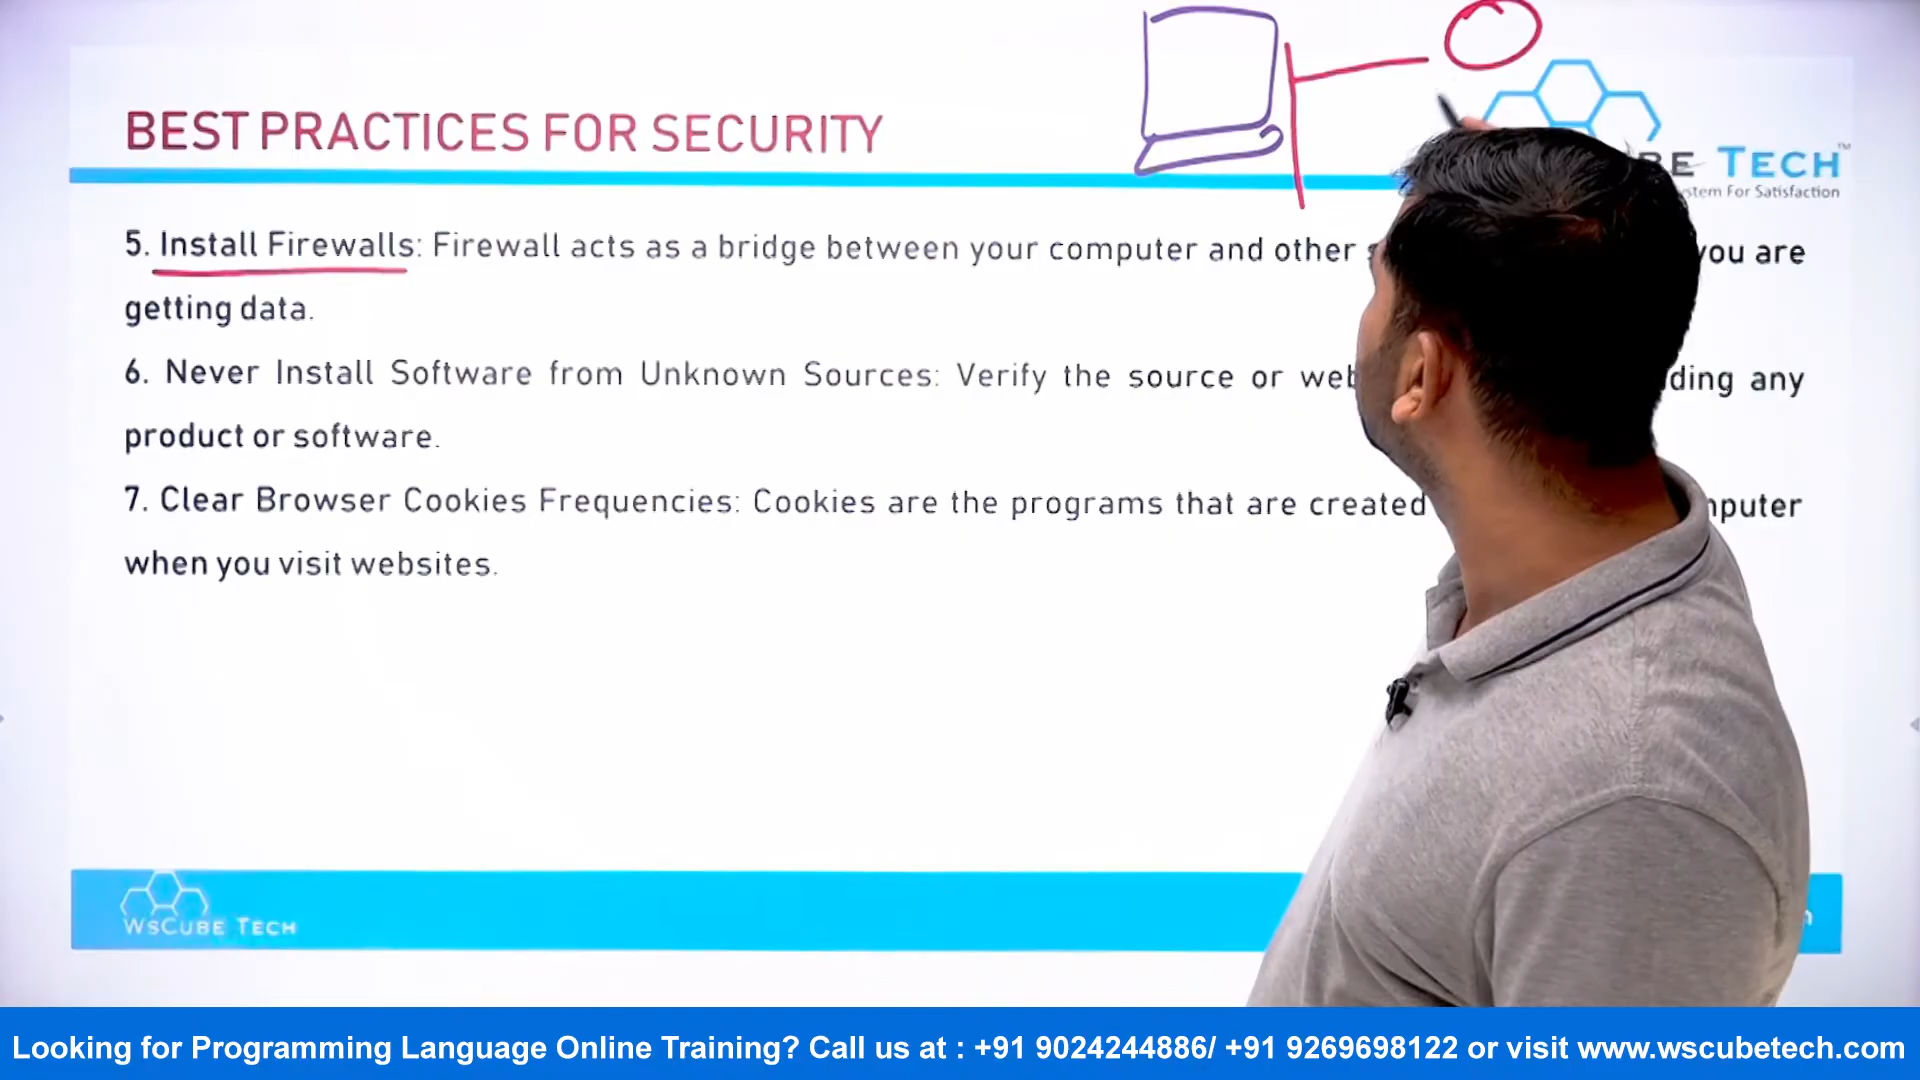 BEST PRACTICES FOR SECURITY
BE TECH™
stem For Satisfaction
5. Install Firewalls: Firewall acts as a bridge between your computer and other you are
getting data.
6. Never Install Software from Unknown Sources: Verify the source or any
product or software.
7. Clear Browser Cookies Frequencies: Cookies are the programs that are created
when you visit websites.
WSCUBE TECH
Looking for Programming Language Online Training? Call us at : +91 9024244886/ +91 9269698122 or visit www.wscubetech.com